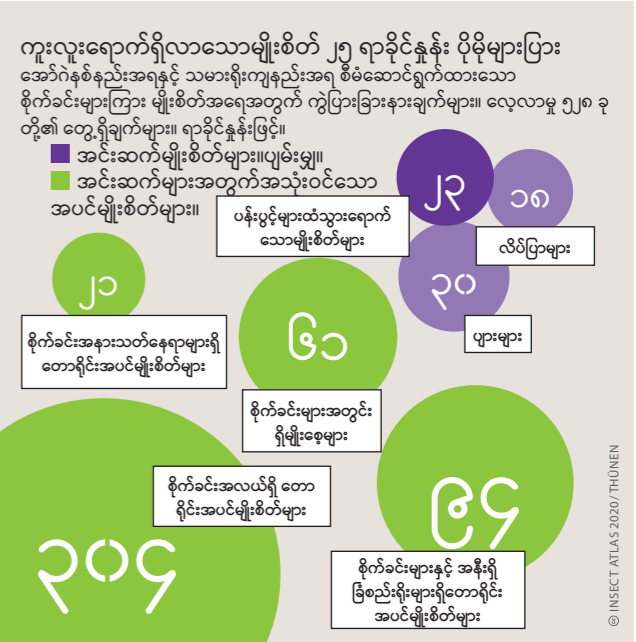 ကူးလူးရောက်ရှိလာသောမျိုးစိတ် ၂၅ ရာခိုင်နှုန်း ပိုမိုများပြား
အော်ဂဲနစ်နည်းအရနှင့် သမားရိုးကျနည်းအရ စီမံဆောင်ရွက်ထားသော
စိုက်ခင်းများကြား မျိုးစိတ်အရေအတွက် ကွဲပြားခြားနားချက်များ။ လေ့လာမှု ၅၂၈ ခု
တို့၏ တွေ့ရှိချက်များ။ ရာခိုင်နှုန်းဖြင့်။
အင်းဆက်မျိုးစိတ်များ။ပျမ်းမျှ။
အင်းဆက်များအတွက်အသုံးဝင်သော
အပင်မျိုးစိတ်များ။
၂၃
၁၈
ပန်းပွင့်များထံသွားရောက်
သောမျိုးစိတ်များ
လိပ်ပြာများ
၂၁
၃၀
၆၁
ပျားများ
စိုက်ခင်းအနားသတ်နေရာများရှိ
တောရိုင်းအပင်မျိုးစိတ်များ
စိုက်ခင်းများအတွင်း
ရှိမျိုးစေ့များ
စိုက်ခင်းအလယ်ရှိ တော
ရိုင်းအပင်မျိုးစိတ်များ
၉၄
၃၀၄
စိုက်ခင်းများနှင့် အနီးရှိ
ခြံစည်းရိုးများရှိတောရိုင်း
အပင်မျိုးစိတ်များ
INSECT ATLAS 2020 / THÜNEN